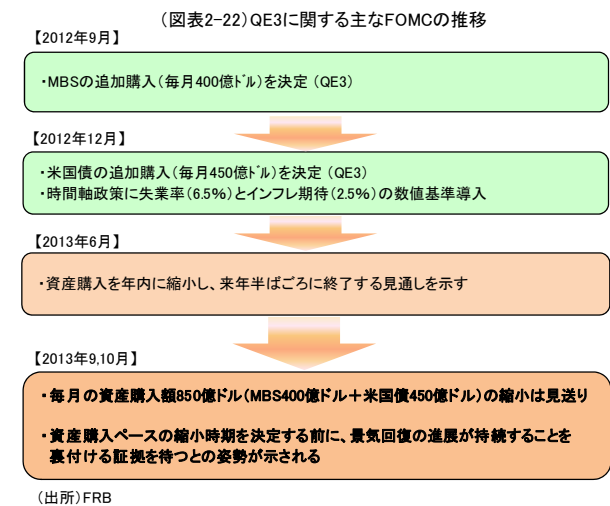 (図表2-22)QE3に関する主なFOMCの推移
【2012年9月】
・MBSの追加購入(毎月400億ドル)を決定 (QE3)
【2012年12月】
・米国債の追加購入(毎月450億ドル)を決定 (QE3)
・時間軸政策に失業率(6.5%)とインフレ期待(2.5%)の数値基準導入
【2013年6月】
・資産購入を年内に縮小し、来年半ばごろに終了する見通しを示す
【2013年9,10月】
・毎月の資産購入額850億ドル(MBS400億ドル+米国債450億ドル)の縮小は見送り
・資産購入ペースの縮小時期を決定する前に、景気回復の進展が持続することを
裏付ける証拠を待つとの姿勢が示される
(出所)FRB